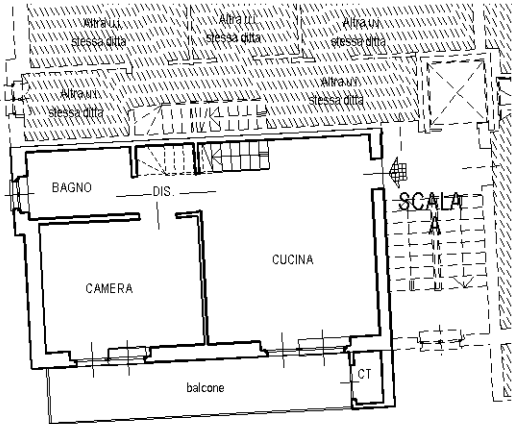 Altra u.i.
stessa ditta
Altra u.i.
stessa ditta
Altra u.i.
stessa ditta
Altra u.i.
stessa ditta
Altra u.i.
stessa ditta
BAGNO
DIS.
SCALA
A
CUCINA
CAMERA
CT
balcone